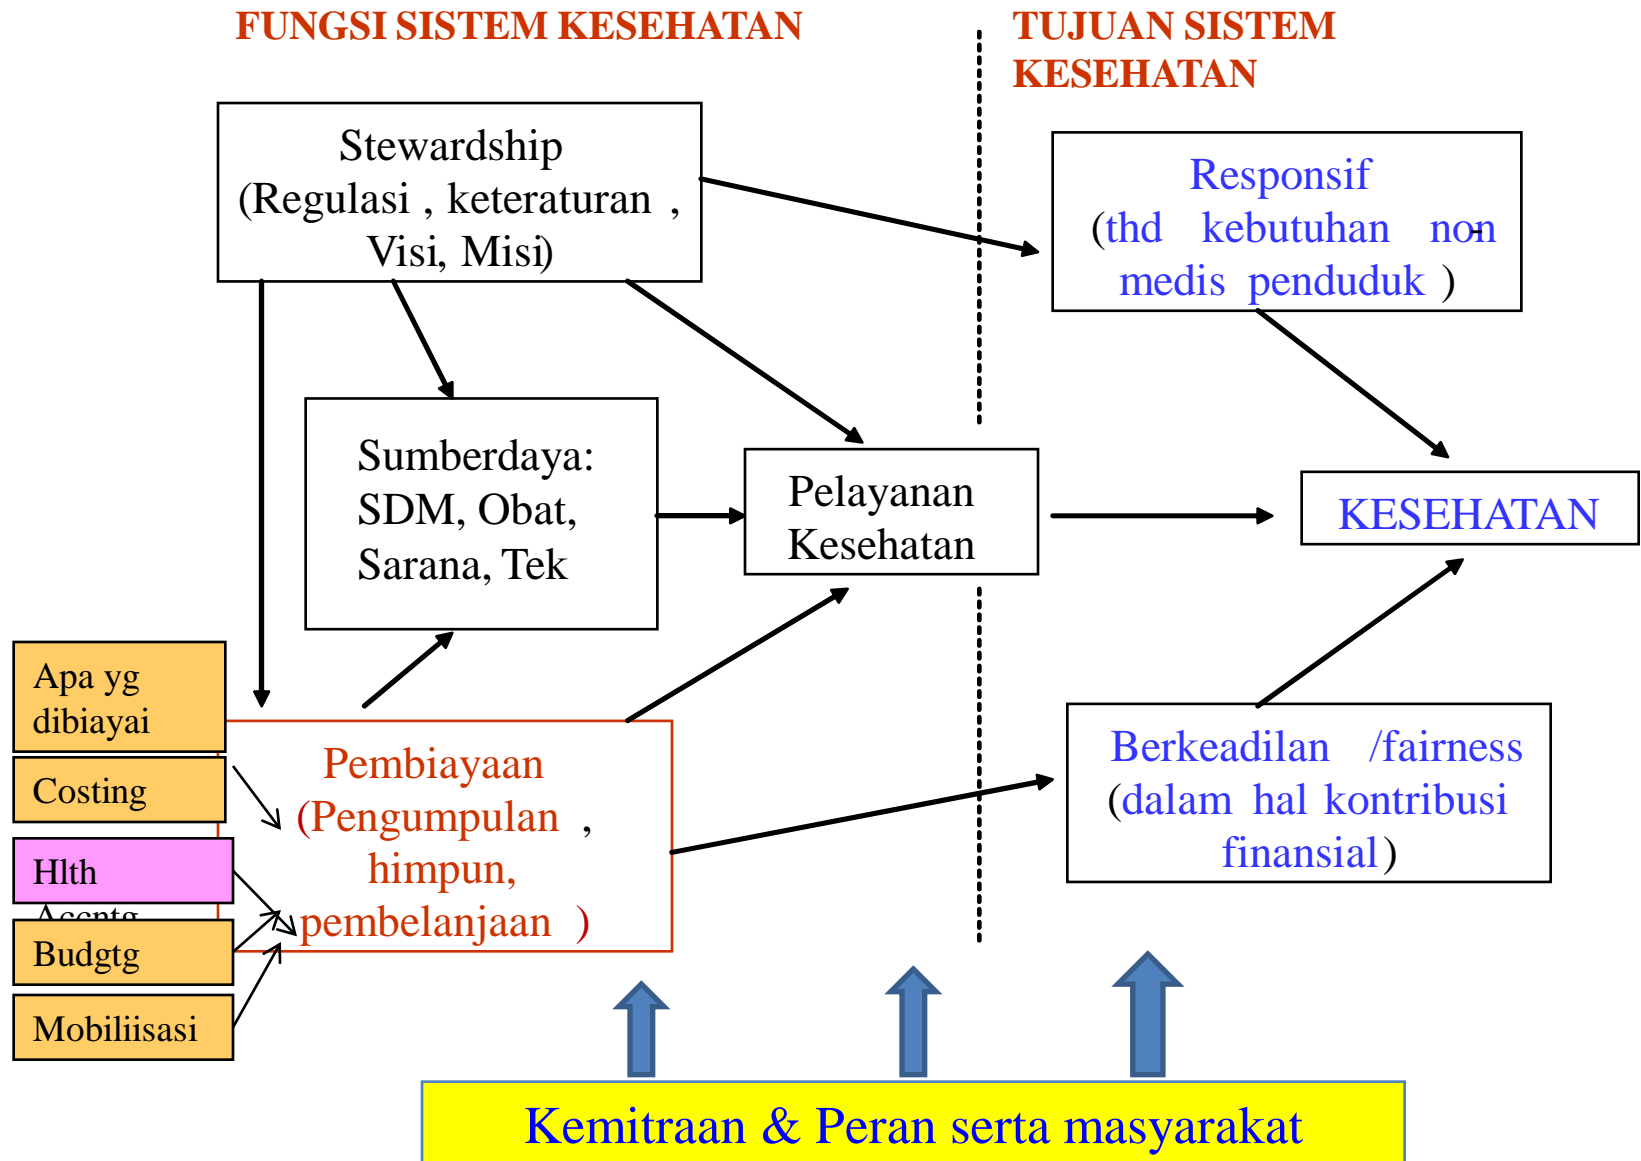 FUNGSI SISTEM KESEHATAN
TUJUAN SISTEM
KESEHATAN
Stewardship
(Regulasi , keteraturan ,
Visi, Misi)
Responsif
(thd kebutuhan non-
medis penduduk )
Sumberdaya:
SDM, Obat,
Sarana, Tek
Pelayanan
Kesehatan
KESEHATAN
Apa yg
dibiayai
Costing
Hlth
Accntg
Budgtg
Mobiliisasi
Pembiayaan
(Pengumpulan ,
himpun,
pembelanjaan )
Berkeadilan /fairness
(dalam hal kontribusi
finansial)
Kemitraan & Peran serta masyarakat